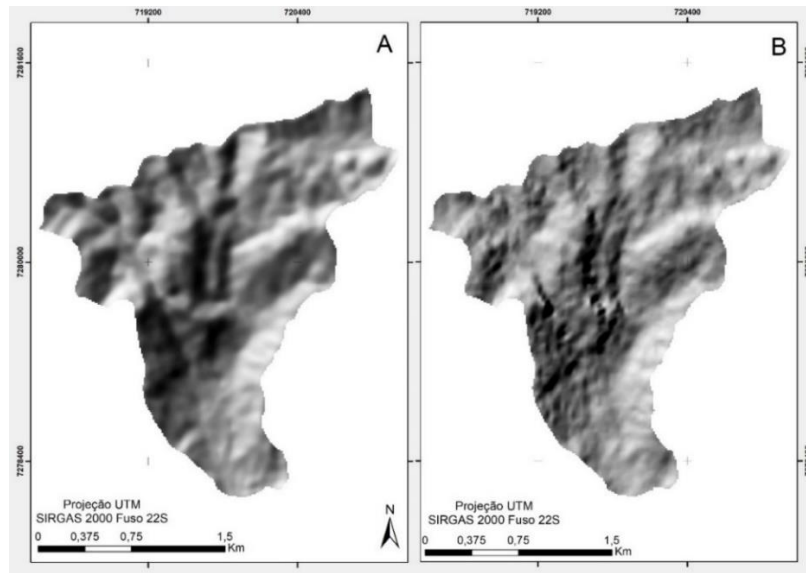 719200
720400
719200
720400
7281600
7280000
7278400
A
B
Projeção UTM
SIRGAS 2000 Fuso 22S
0 0,375 0,75 1,5
Km
N
Projeção UTM
SIRGAS 2000 Fuso 22S
0 0,375 0,75 1,5
Km